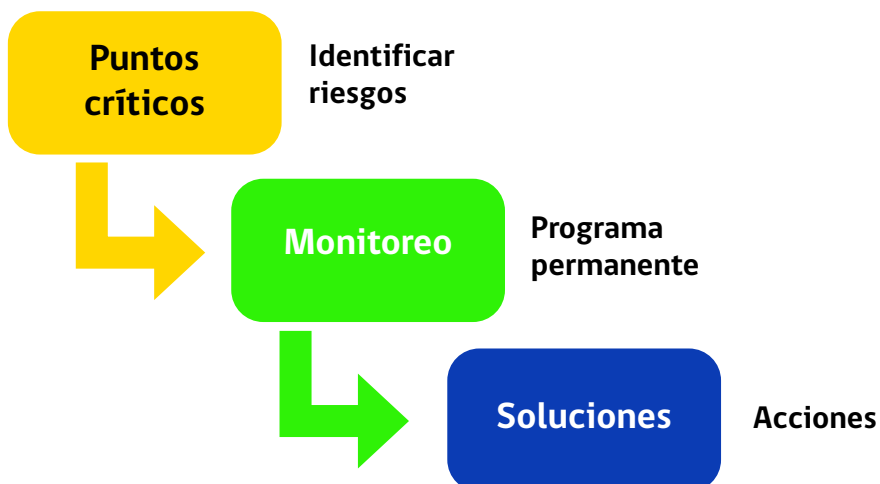 Puntos
críticos
Identificar
riesgos
Monitoreo
Programa
permanente
Soluciones
Acciones